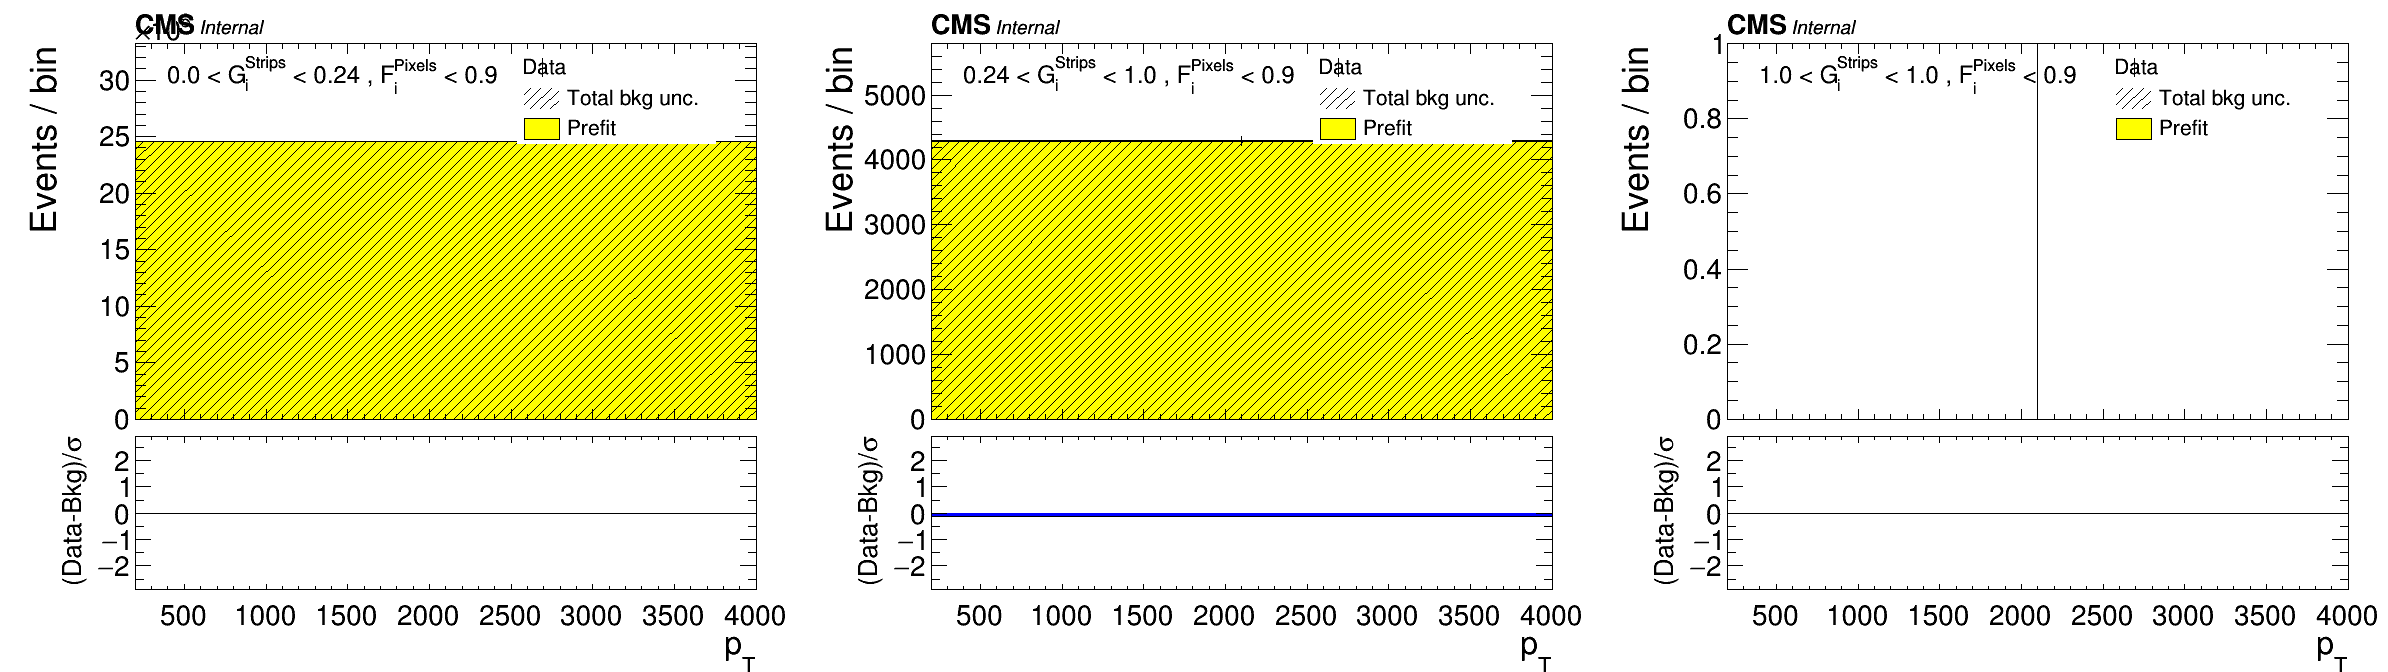 CMS Internal
Events / bin
0.0 < G_i^Strips < 0.24 , F_i^Pixels < 0.9
Data
Total bkg unc.
Prefit
30
25
20
15
10
5
0
(Data-Bkg)/σ
2
1
0
−1
−2
500 1000 1500 2000 2500 3000 3500 4000
p_T
CMS Internal
Events / bin
0.24 < G_i^Strips < 1.0 , F_i^Pixels < 0.9
Data
Total bkg unc.
Prefit
5000
4000
3000
2000
1000
0
(Data-Bkg)/σ
2
1
0
−1
−2
500 1000 1500 2000 2500 3000 3500 4000
p_T
CMS Internal
Events / bin
1.0 < G_i^Strips < 1.0 , F_i^Pixels < 0.9
Data
Total bkg unc.
Prefit
1
0.8
0.6
0.4
0.2
0
(Data-Bkg)/σ
2
1
0
−1
−2
500 1000 1500 2000 2500 3000 3500 4000
p_T